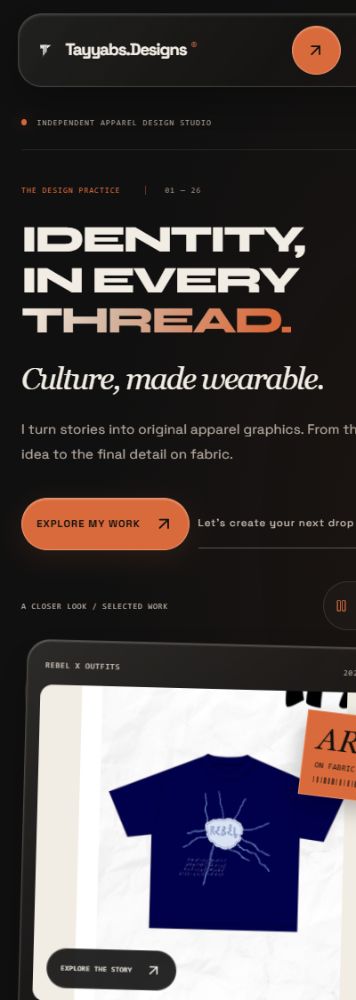 Tayyabs.Designs ®
INDEPENDENT APPAREL DESIGN STUDIO
THE DESIGN PRACTICE | 01 — 26
IDENTITY,
IN EVERY
THREAD.
Culture, made wearable.
I turn stories into original apparel graphics. From th
idea to the final detail on fabric.
EXPLORE MY WORK
Let's create your next drop
A CLOSER LOOK / SELECTED WORK
REBEL X OUTFITS
202
AR
ON FABRIC
REBEL
EXPLORE THE STORY